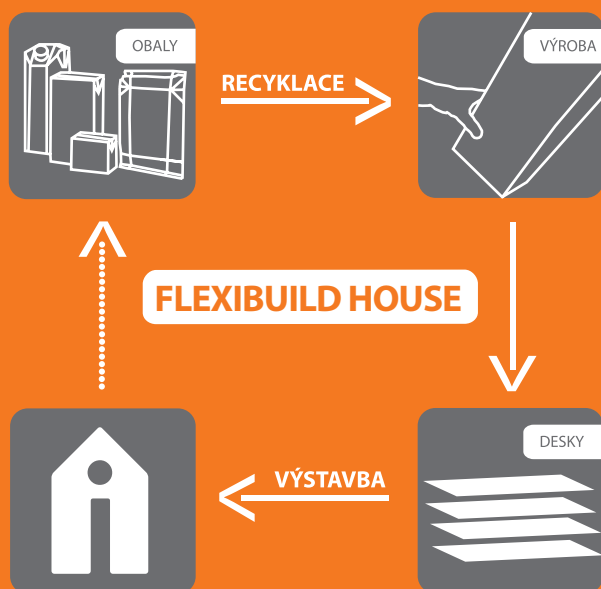 OBALY
RECYKLACE
VÝROBA
FLEXIBUILD HOUSE
DESKY
VÝSTAVBA